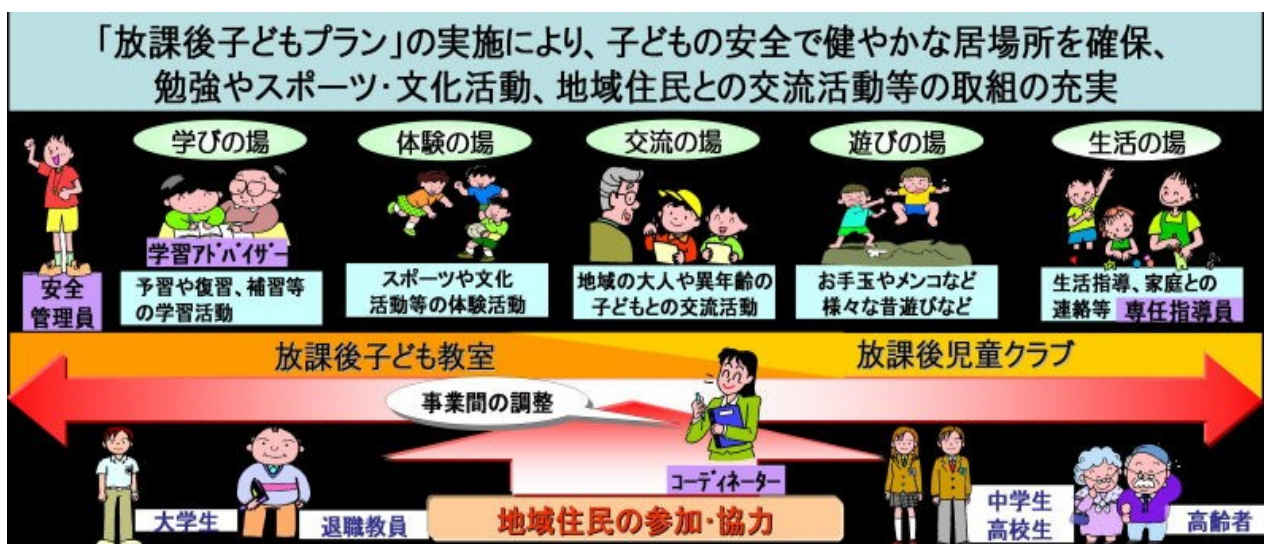 「放課後子どもプラン」の実施により、子どもの安全で健やかな居場所を確保、
勉強やスポーツ・文化活動、地域住民との交流活動等の取組の充実
学びの場
体験の場
交流の場
遊びの場
生活の場
学習アドバイザー
安全
管理員
予習や復習、補習等
の学習活動
スポーツや文化
活動等の体験活動
地域の大人や異年齢の
子どもとの交流活動
お手玉やメンコなど
様々な昔遊びなど
生活指導、家庭との
連絡等
専任指導員
放課後子ども教室
放課後児童クラブ
事業間の調整
コーディネーター
大学生
退職教員
地域住民の参加・協力
中学生
高校生
高齢者